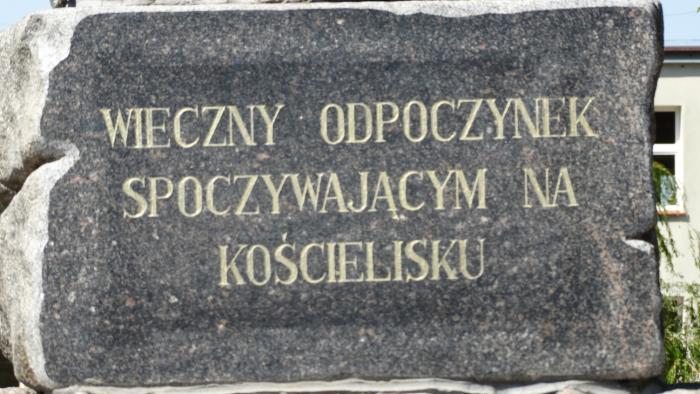 WIECZNY ODPOCZYNEK
SPOCZYWAJĄCYM NA
KOŚCIELISKU